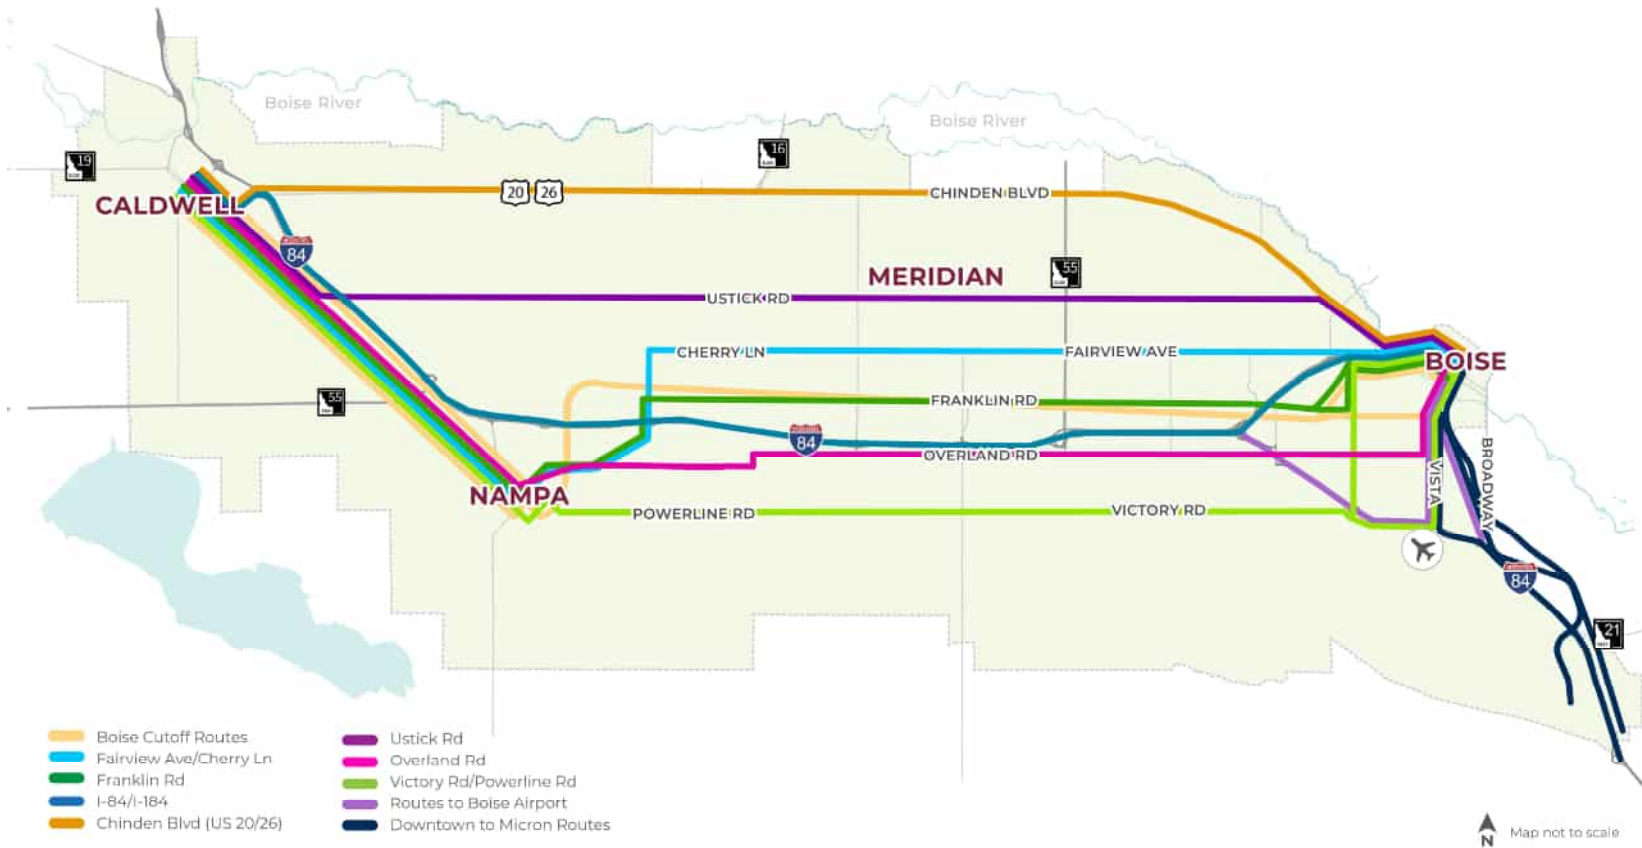 Boise River
Boise River
16
19
CALDWELL
20 26
CHINDEN BLVD
84
MERIDIAN
55
USTICK RD
CHERRY LN
FAIRVIEW AVE
BOISE
55
FRANKLIN RD
84
OVERLAND RD
NAMPA
VISTA
BROADWAY
POWERLINE RD
VICTORY RD
84
21
Boise Cutoff Routes
Fairview Ave/Cherry Ln
Franklin Rd
I-84/I-184
Chinden Blvd (US 20/26)
Ustick Rd
Overland Rd
Victory Rd/Powerline Rd
Routes to Boise Airport
Downtown to Micron Routes
N
Map not to scale